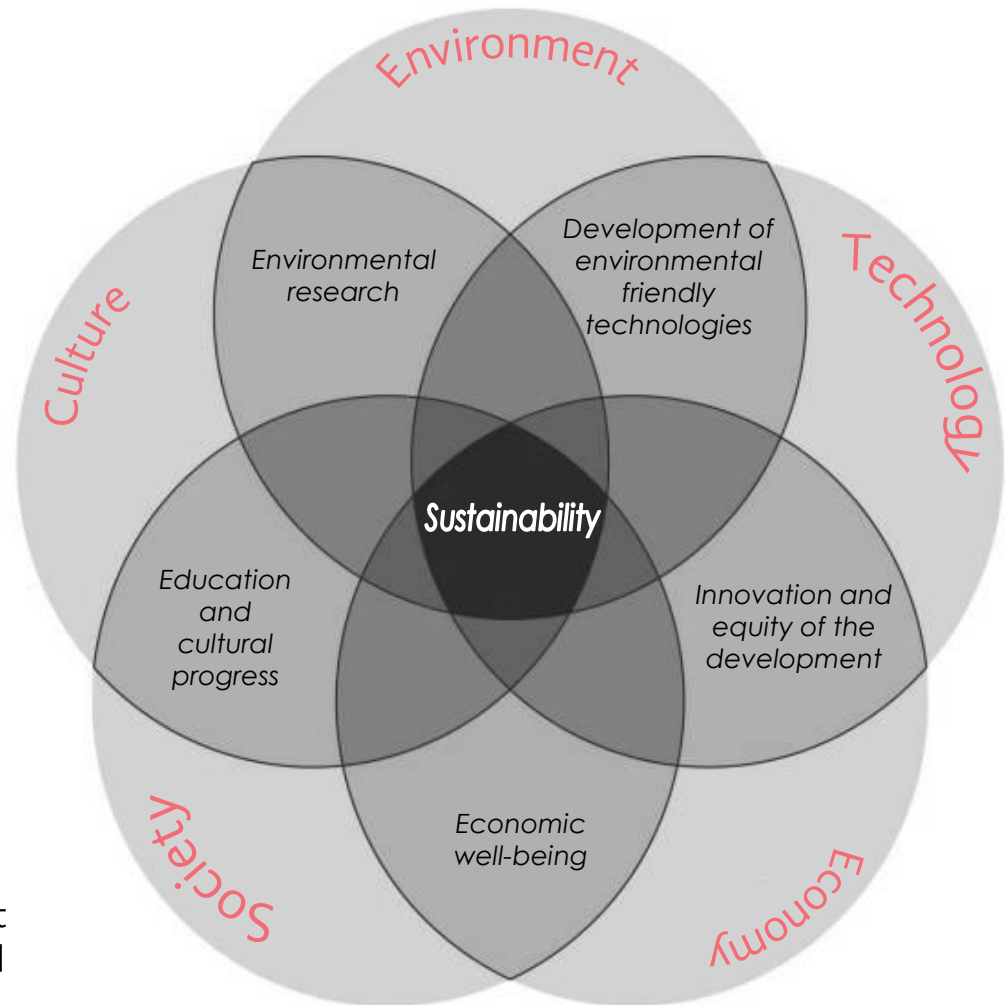 Environment
Technology
Culture
Environmental
research
Development of
environmental
friendly
technologies
Sustainability
Education
and
cultural
progress
Innovation and
equity of the
development
Economic
well-being
Society
Economy